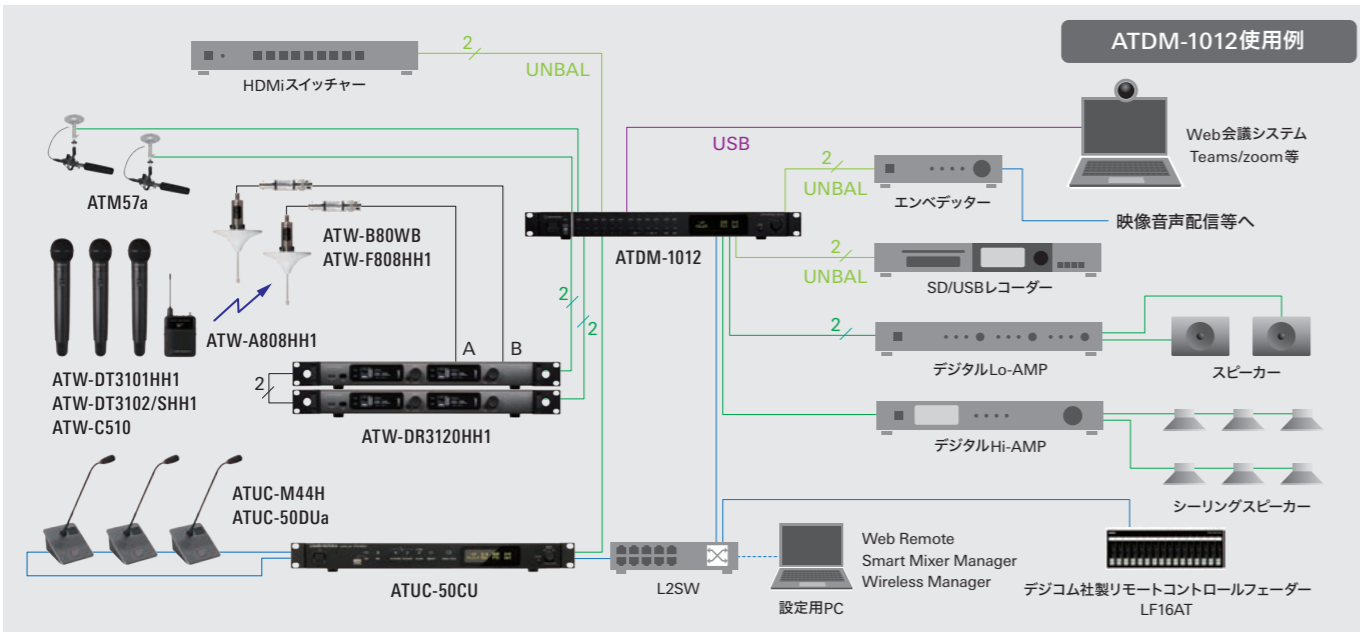 ATDM-1012使用例
2
UNBAL
HDMiスイッチャー
ATM57a
ATW-B80WB
ATW-F808HH1
ATW-A808HH1
ATW-DT3101HH1
ATW-DT3102/SHH1
ATW-C510
A
B
2
2
2
ATW-DR3120HH1
ATUC-M44H
ATUC-50DUa
ATUC-50CU
ATDM-1012
USB
Web会議システム
Teams/zoom等
2
UNBAL
エンベデッター
映像音声配信等へ
2
UNBAL
SD/USBレコーダー
2
デジタルLo-AMP
スピーカー
デジタルHi-AMP
シーリングスピーカー
L2SW
設定用PC
Web Remote
Smart Mixer Manager
Wireless Manager
デジコム社製リモートコントロールフェーダー
LF16AT